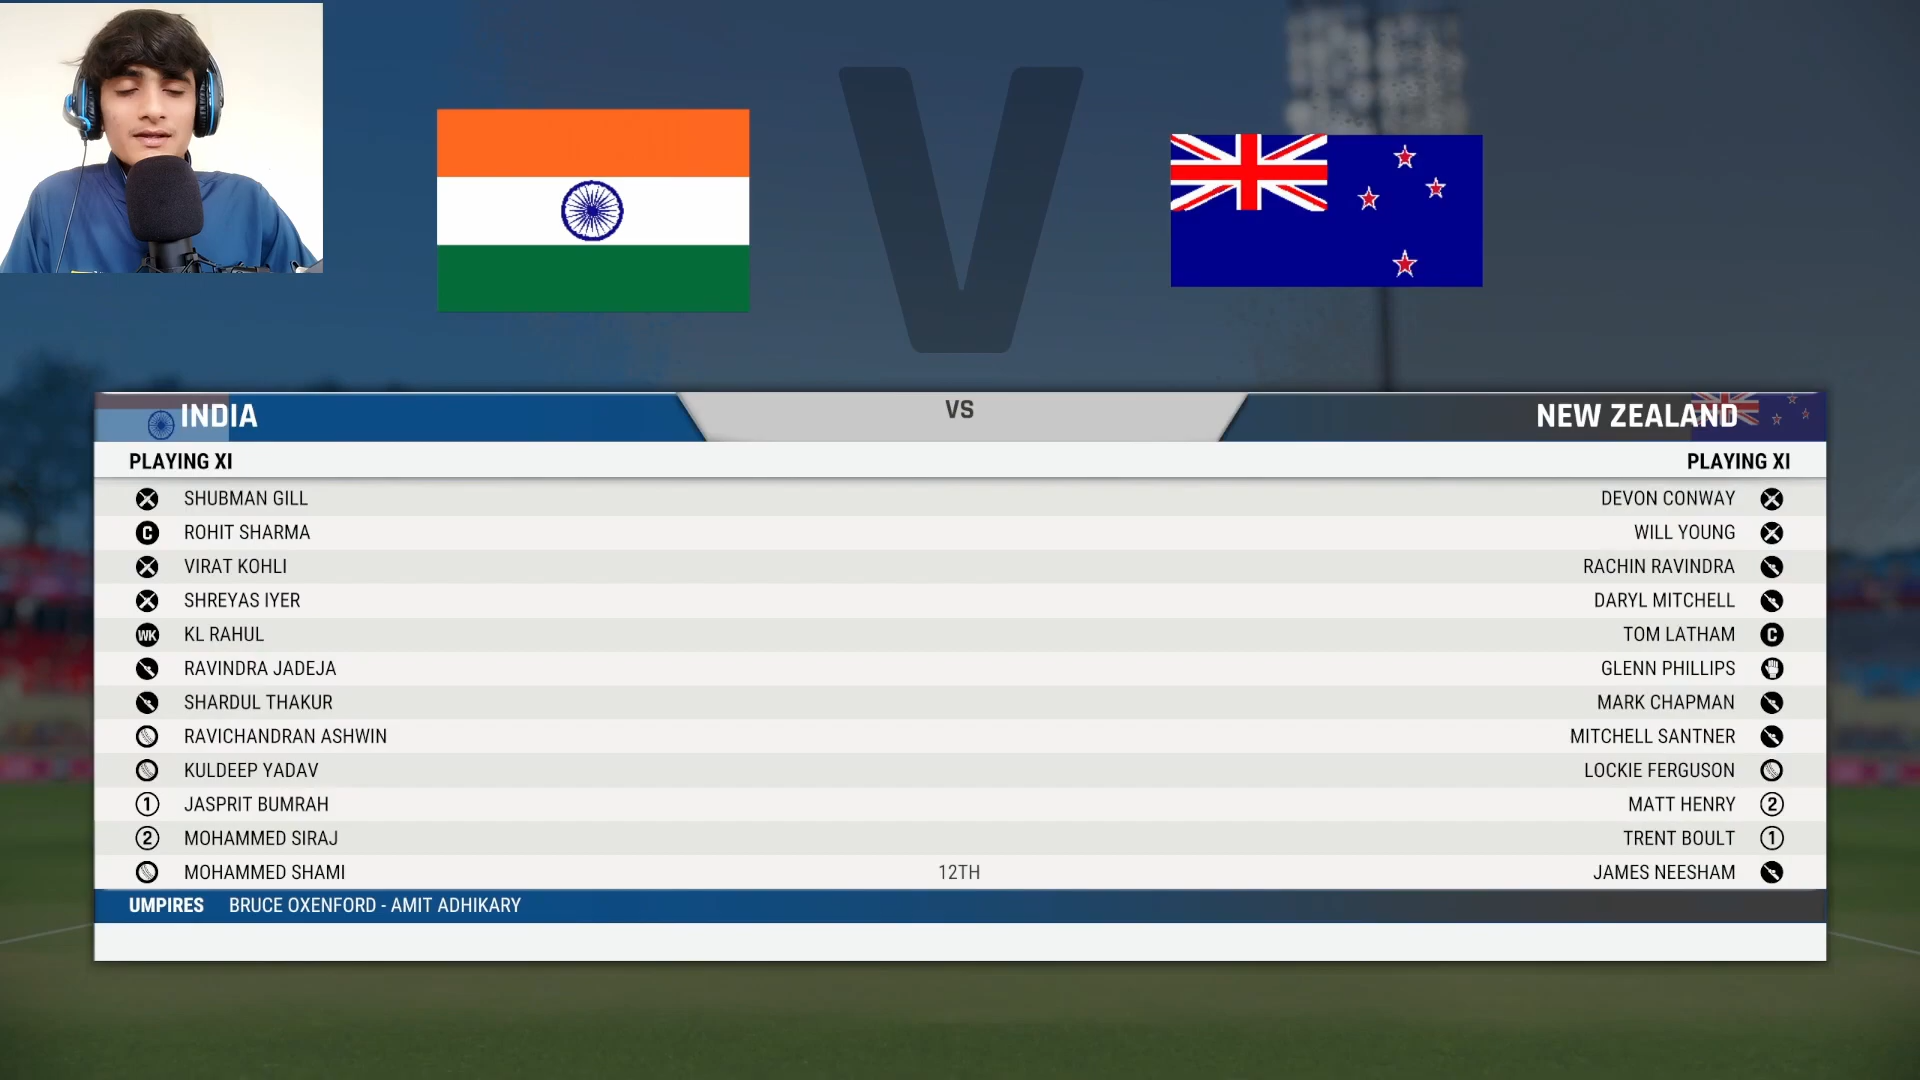 V
INDIA VS NEW ZEALAND
PLAYING XI PLAYING XI
SHUBMAN GILL DEVON CONWAY
C ROHIT SHARMA WILL YOUNG
VIRAT KOHLI RACHIN RAVINDRA
SHREYAS IYER DARYL MITCHELL
WK KL RAHUL TOM LATHAM C
RAVINDRA JADEJA GLENN PHILLIPS
SHARDUL THAKUR MARK CHAPMAN
RAVICHANDRAN ASHWIN MITCHELL SANTNER
KULDEEP YADAV LOCKIE FERGUSON
1 JASPRIT BUMRAH MATT HENRY 2
2 MOHAMMED SIRAJ TRENT BOULT 1
MOHAMMED SHAMI 12TH JAMES NEESHAM
UMPIRES BRUCE OXENFORD - AMIT ADHIKARY